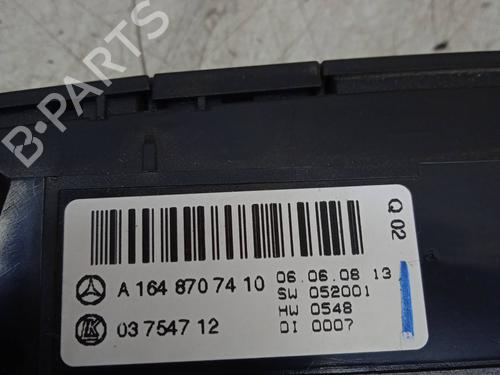 B-PARTS
A 164 870 74 10
06.06.08 13
SW 052001
HW 0548
03 7547 12
DI 0007
Q 02